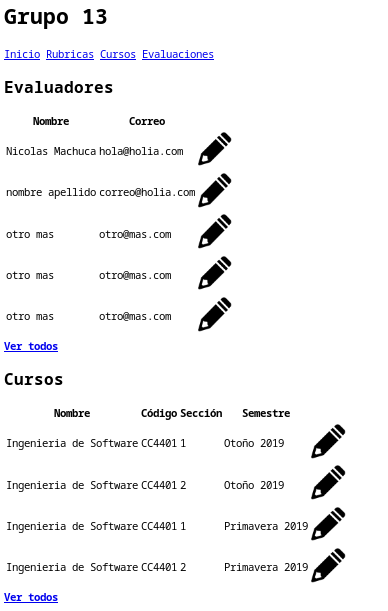 Grupo 13
Inicio Rubricas Cursos Evaluaciones
Evaluadores
Nombre Correo
Nicolas Machuca hola@holia.com
nombre apellido correo@holia.com
otro mas otro@mas.com
otro mas otro@mas.com
otro mas otro@mas.com
Ver todos
Cursos
Nombre Código Sección Semestre
Ingenieria de Software CC4401 1 Otoño 2019
Ingenieria de Software CC4401 2 Otoño 2019
Ingenieria de Software CC4401 1 Primavera 2019
Ingenieria de Software CC4401 2 Primavera 2019
Ver todos